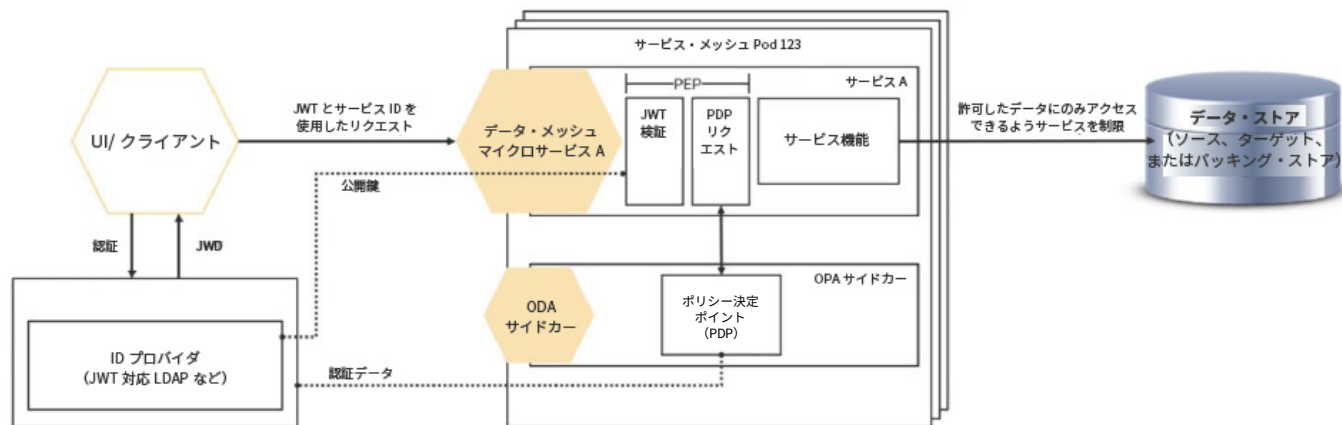 サービス・メッシュ Pod 123
サービス A
PEP
JWT
検証
PDP
リク
エスト
サービス機能
UI/ クライアント
JWT とサービス ID を
使用したリクエスト
データ・メッシュ
マイクロサービス A
許可したデータにのみアクセス
できるようサービスを制限
データ・ストア
(ソース、ターゲット、
またはバッキング・ストア)
公開鍵
認証
JWD
OPA サイドカー
ODA
サイドカー
ポリシー決定
ポイント
(PDP)
ID プロバイダ
(JWT 対応 LDAP など)
認証データ